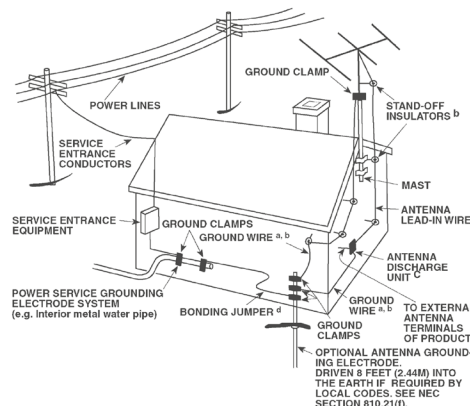 GROUND CLAMP
POWER LINES
STAND-OFF
INSULATORS b
SERVICE
ENTRANCE
CONDUCTORS
MAST
ANTENNA
LEAD-IN WIRE
SERVICE ENTRANCE
EQUIPMENT
GROUND CLAMPS
GROUND WIRE a, b
ANTENNA
DISCHARGE
UNIT C
POWER SERVICE GROUNDING
ELECTRODE SYSTEM
(e.g. Interior metal water pipe)
BONDING JUMPER d
GROUND
WIRE a, b
GROUND
CLAMPS
TO EXTERNA
ANTENNA
TERMINALS
OF PRODUCT
OPTIONAL ANTENNA GROUND-
ING ELECTRODE.
DRIVEN 8 FEET (2.44M) INTO
THE EARTH IF REQUIRED BY
LOCAL CODES. SEE NEC
SECTION 810.21(f).